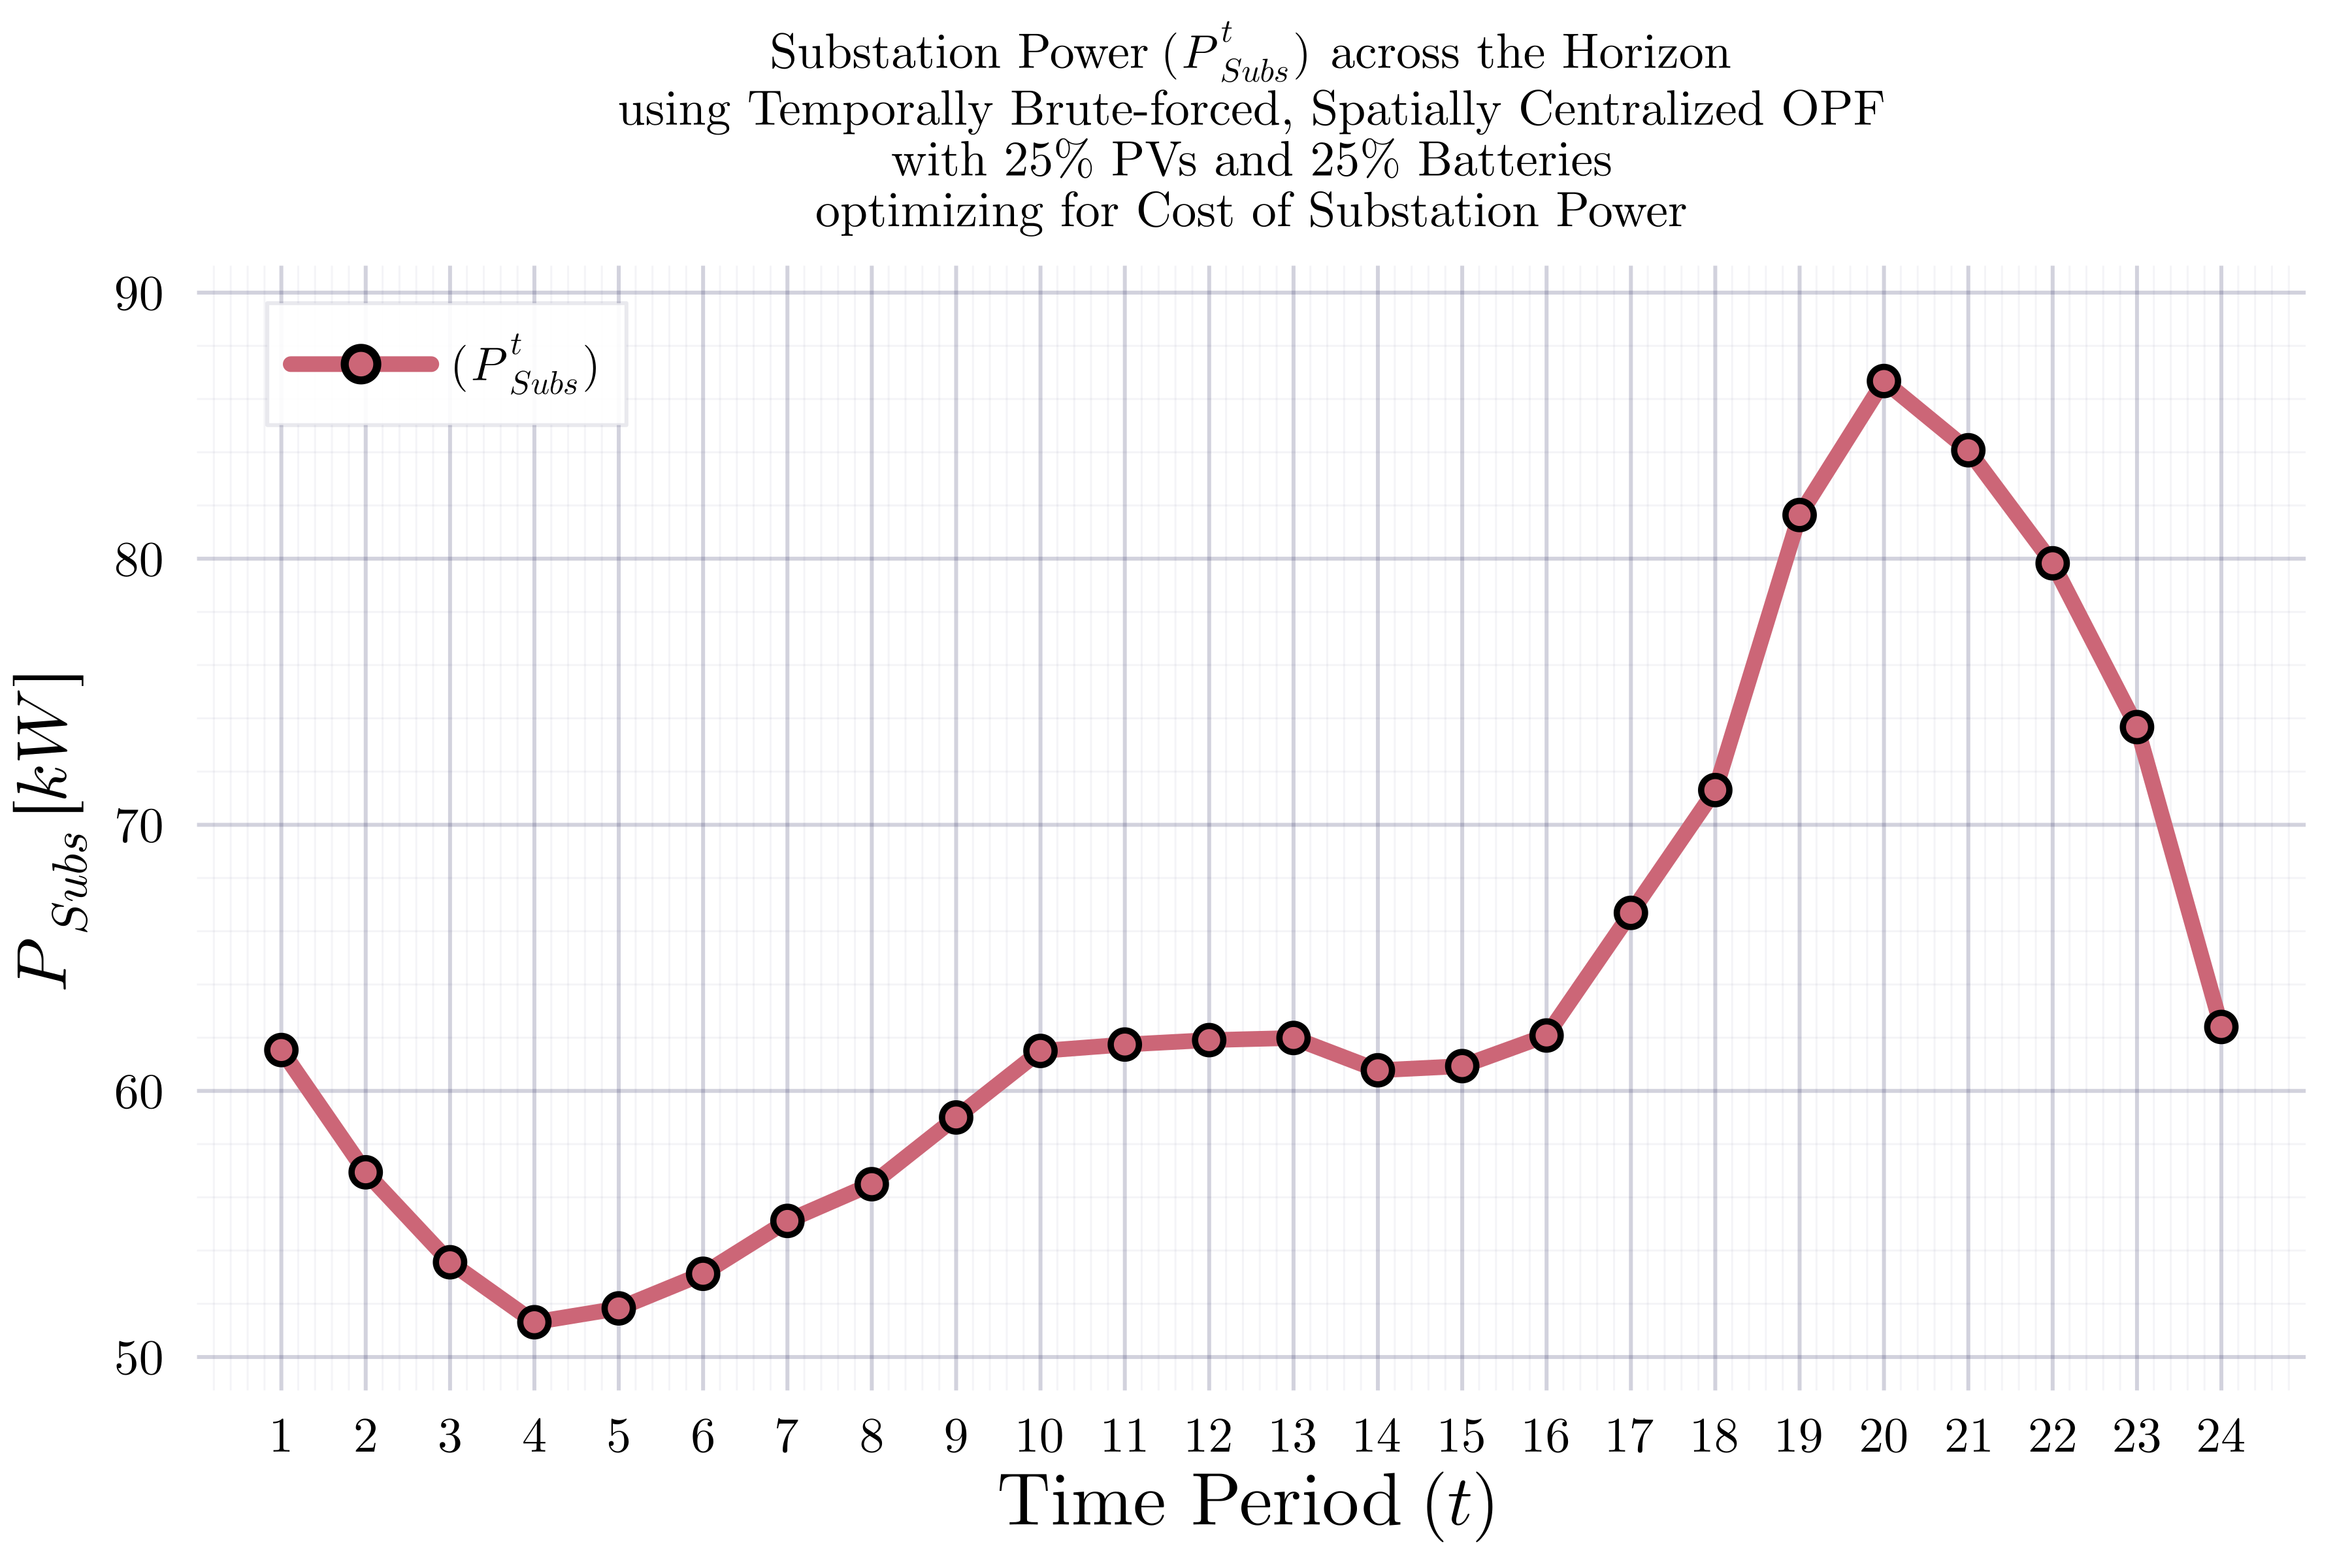 Substation Power (P^t_Subs) across the Horizon
using Temporally Brute-forced, Spatially Centralized OPF
with 25% PVs and 25% Batteries
optimizing for Cost of Substation Power
90
(P^t_Subs)
80
70
60
50
P_Subs [kW]
1 2 3 4 5 6 7 8 9 10 11 12 13 14 15 16 17 18 19 20 21 22 23 24
Time Period (t)